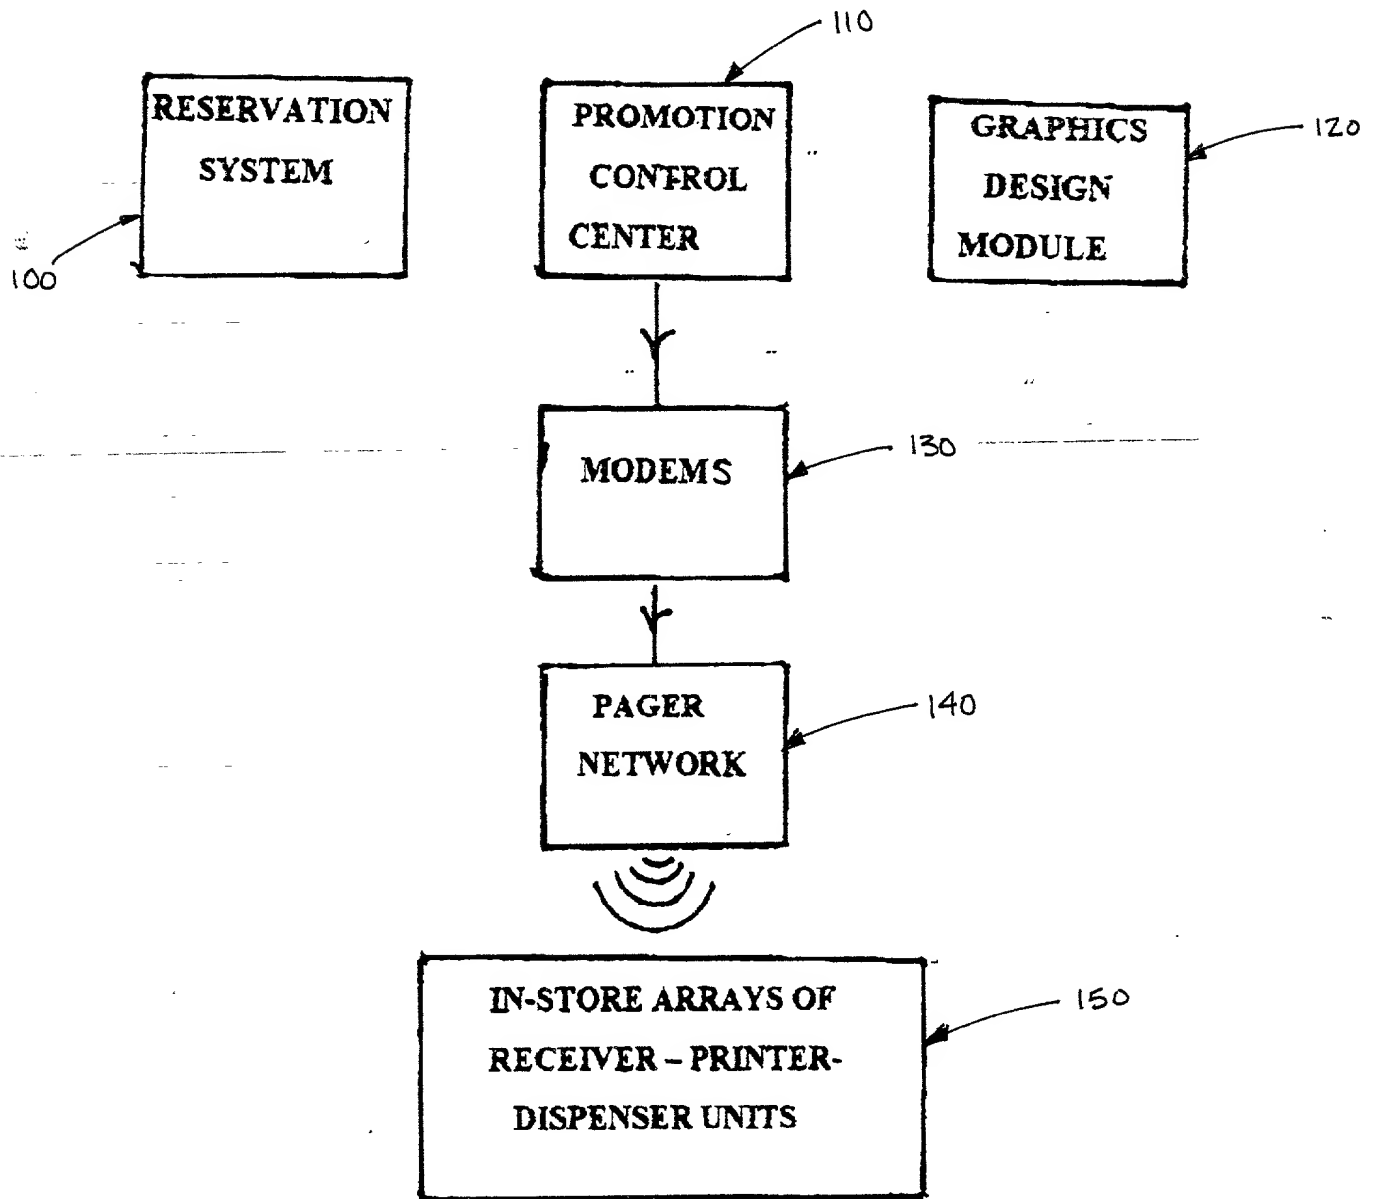 110
RESERVATION
SYSTEM
100
PROMOTION
CONTROL
CENTER
GRAPHICS
DESIGN
MODULE
120
MODEMS
130
PAGER
NETWORK
140
IN-STORE ARRAYS OF
RECEIVER – PRINTER-
DISPENSER UNITS
150